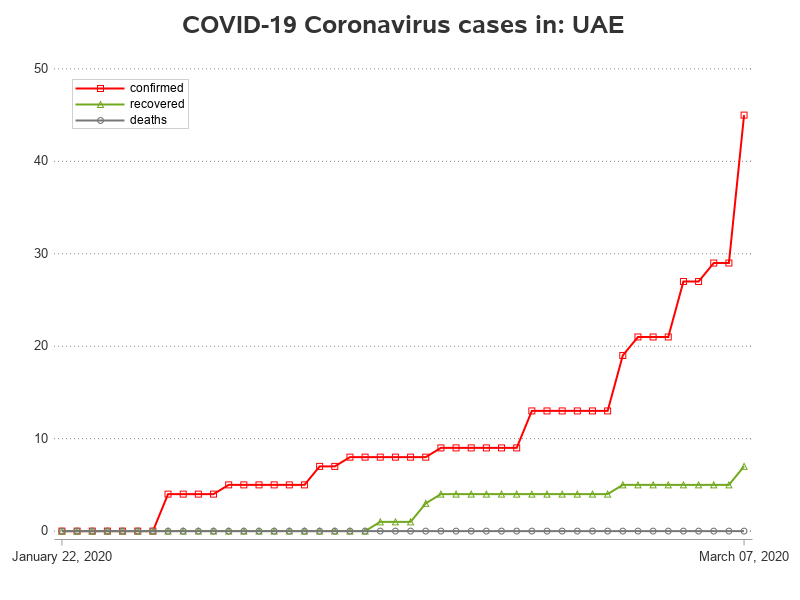 COVID-19 Coronavirus cases in: UAE
50
confirmed
recovered
deaths
40
30
20
10
0
January 22, 2020
March 07, 2020